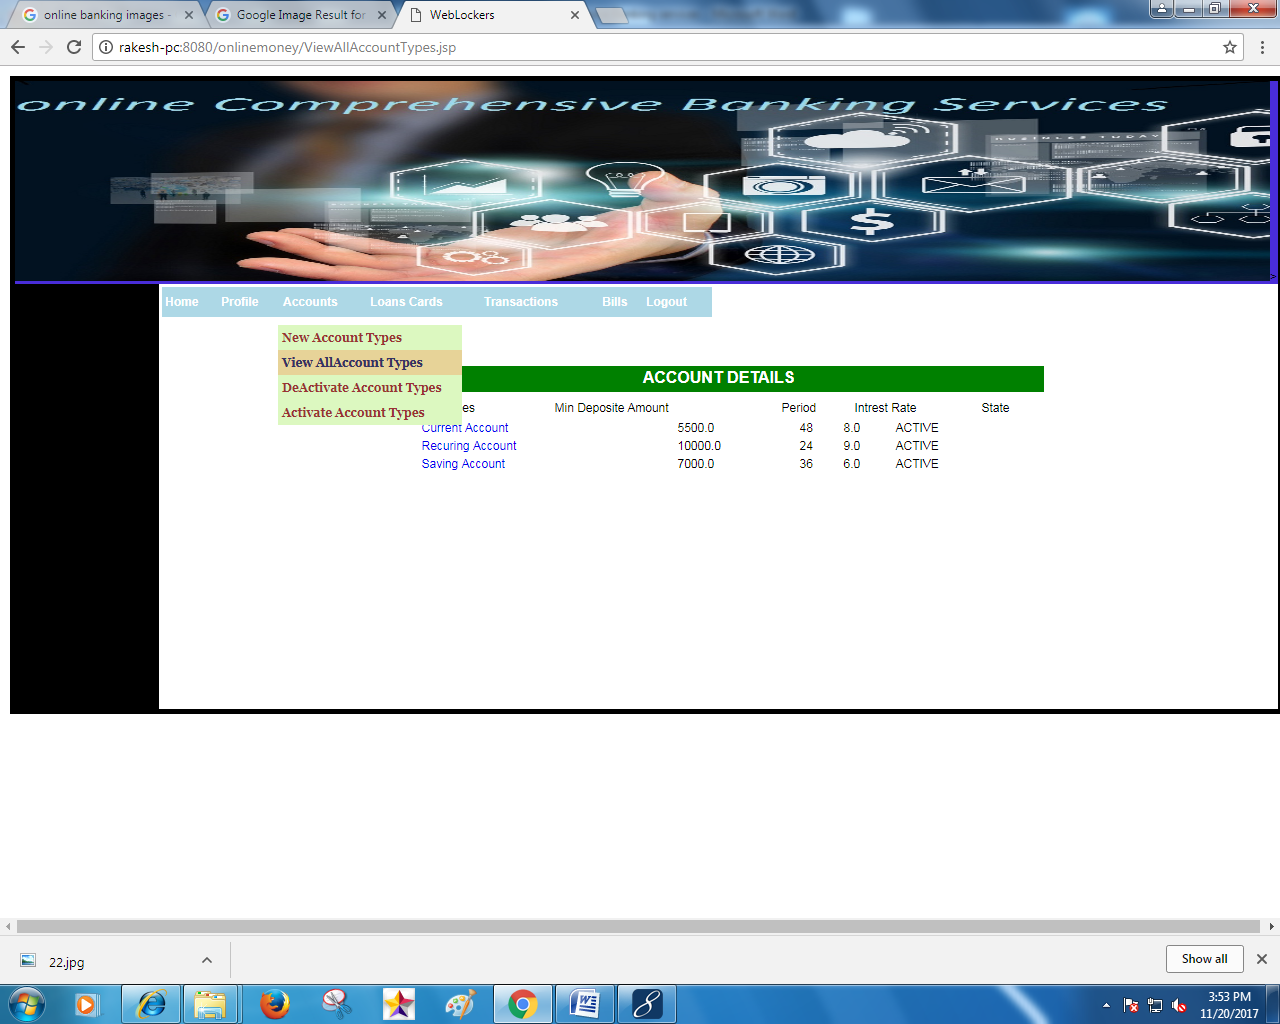 online banking images -
Google Image Result for
WebLockers
rakesh-pc:8080/onlinemoney/ViewAllAccountTypes.jsp
online Comprehensive Banking Services
Home Profile Accounts Loans Cards Transactions Bills Logout
New Account Types
View AllAccount Types
DeActivate Account Types
Activate Account Types
ACCOUNT DETAILS
es Min Deposite Amount Period Intrest Rate State
Current Account 5500.0 48 8.0 ACTIVE
Recuring Account 10000.0 24 9.0 ACTIVE
Saving Account 7000.0 36 6.0 ACTIVE
22.jpg
Show all
3:53 PM
11/20/2017